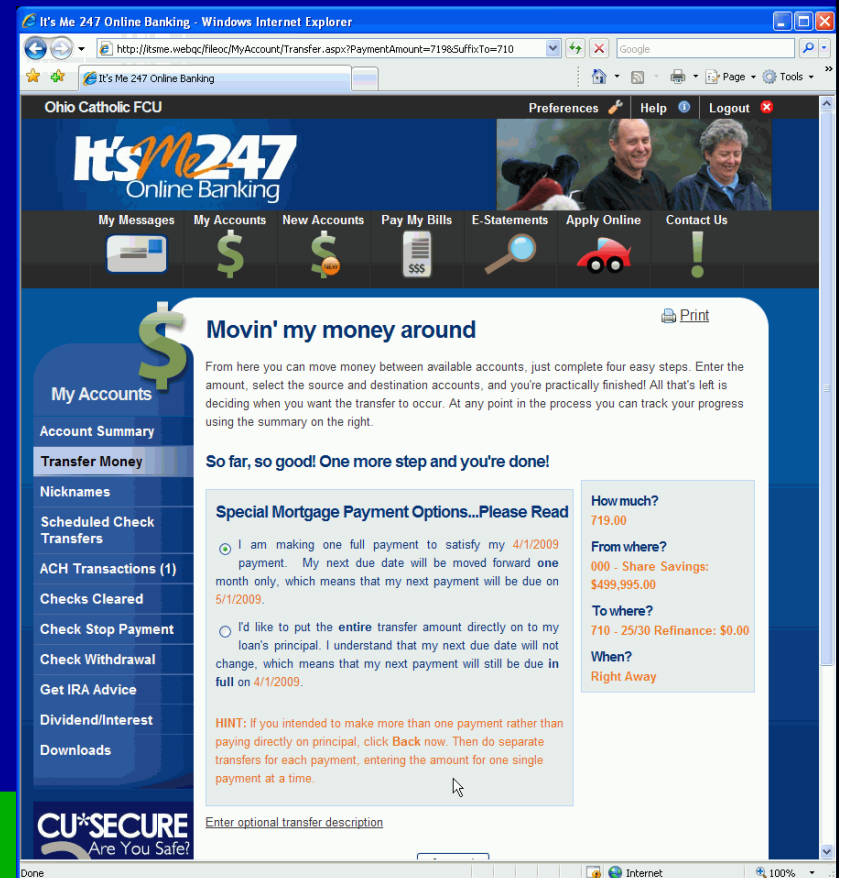 It's Me 247 Online Banking - Windows Internet Explorer
http://itsme.webqc/fileoc/MyAccount/Transfer.aspx?PaymentAmount=719&SuffixTo=710
Google
It's Me 247 Online Banking
Page
Tools
»
Ohio Catholic FCU
Preferences
Help
Logout
It's Me 247
Online Banking
My Messages
My Accounts
New Accounts
Pay My Bills
E-Statements
Apply Online
Contact Us
NEW
$$$
Print
Movin' my money around
From here you can move money between available accounts, just complete four easy steps. Enter the
amount, select the source and destination accounts, and you're practically finished! All that's left is
deciding when you want the transfer to occur. At any point in the process you can track your progress
using the summary on the right.
My Accounts
Account Summary
Transfer Money
Nicknames
Scheduled Check
Transfers
ACH Transactions (1)
Checks Cleared
Check Stop Payment
Check Withdrawal
Get IRA Advice
Dividend/Interest
Downloads
CU*SECURE
Are You Safe?
So far, so good! One more step and you're done!
Special Mortgage Payment Options...Please Read
I am making one full payment to satisfy my 4/1/2009
payment. My next due date will be moved forward one
month only, which means that my next payment will be due on
5/1/2009.
I'd like to put the entire transfer amount directly on to my
loan's principal. I understand that my next due date will not
change, which means that my next payment will still be due in
full on 4/1/2009.
HINT: If you intended to make more than one payment rather than
paying directly on principal, click Back now. Then do separate
transfers for each payment, entering the amount for one single
payment at a time.
Enter optional transfer description
How much?
719.00
From where?
000 - Share Savings:
$499,995.00
To where?
710 - 25/30 Refinance: $0.00
When?
Right Away
Done
Internet
100%